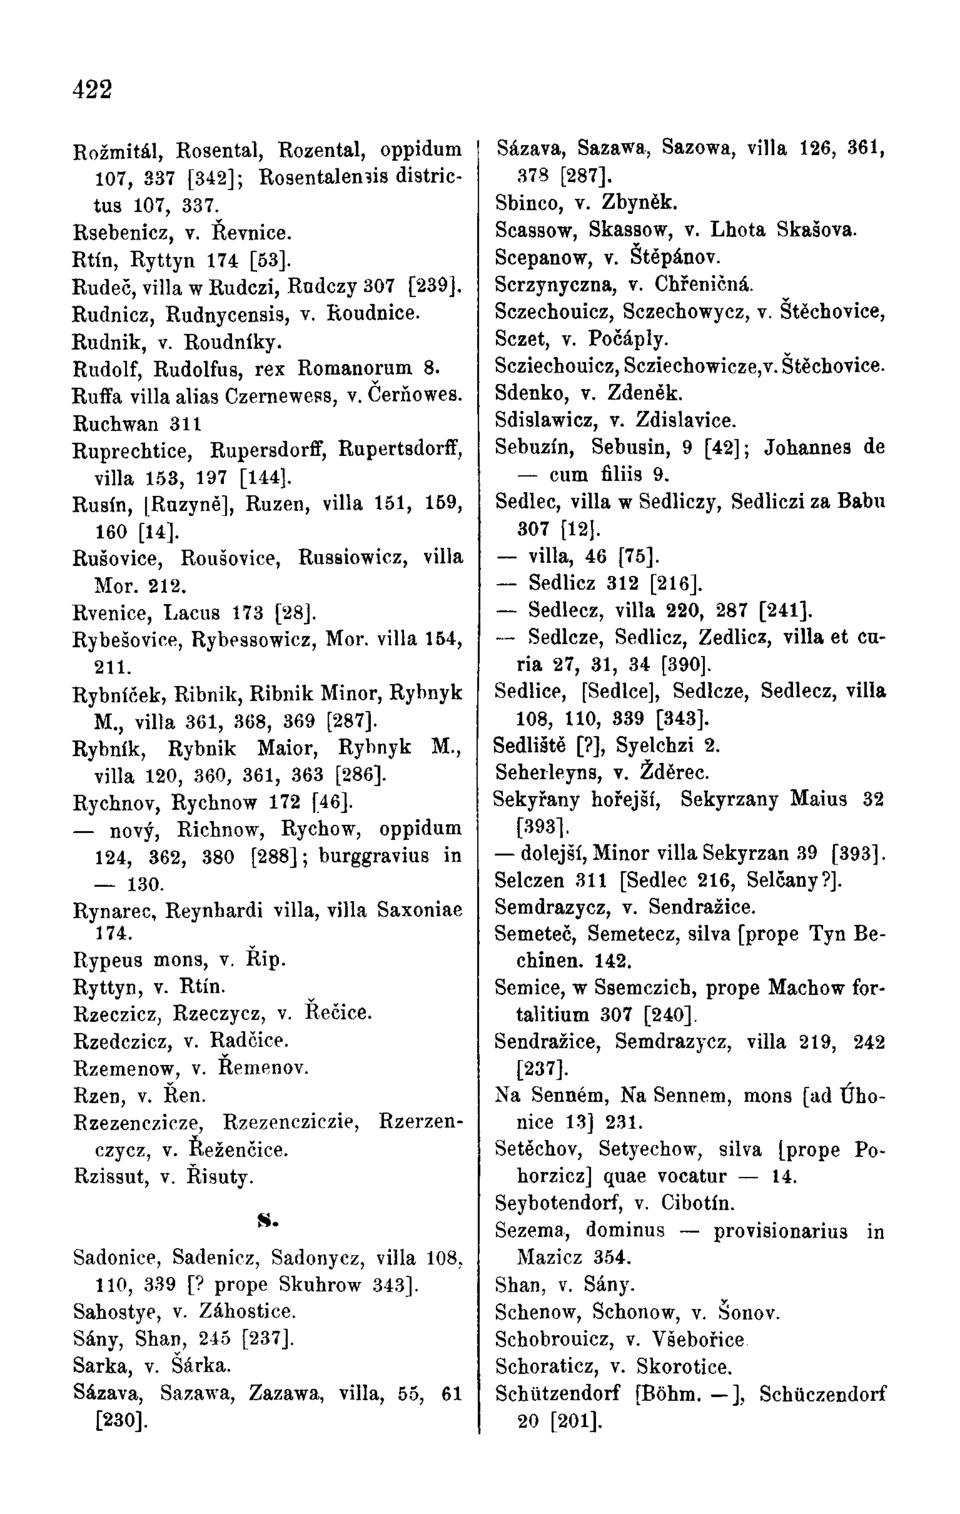 422
Rožmitál, Rosental, Rozental, oppidum
107, 337 [342]; Rosentalensis distric-
tus 107, 337.
Rsebenicz, v. Řevnice.
Rtín, Ryttyn 174 [53].
Rudeč, villa w Rudczi, Rudczy 307 [239].
Rudnicz, Rudnycensis, v. Roudnice.
Rudnik, v. Roudníky.
Rudolf, Rudolfus, rex Romanorum 8.
Ruffa villa alias Czernewess, v. Čerňowes.
Ruchwan 311
Ruprechtice, Rupersdorff, Rupertsdorff,
villa 153, 197 [144].
Rusín, [Ruzyně], Ruzen, villa 151, 159,
160 [14].
Rušovice, Roušovice, Russiowicz, villa
Mor. 212.
Rvenice, Lacus 173 [28].
Rybešovice, Rybessowicz, Mor. villa 154,
211.
Rybníček, Ribnik, Ribnik Minor, Rybnyk
M., villa 361, 368, 369 [287].
Rybník, Rybnik Maior, Rybnyk M.,
villa 120, 360, 361, 363 [286].
Rychnov, Rychnow 172 [46].
— nový, Richnow, Rychow, oppidum
124, 362, 380 [288]; burggravius in
— 130.
Rynarec, Reynhardi villa, villa Saxoniae
174.
Rypeus mons, v. Řip.
Ryttyn, v. Rtín.
Rzeczicz, Rzeczycz, v. Řečice.
Rzedczicz, v. Radčice.
Rzemenow, v. Řemenov.
Rzen, v. Řen.
Rzezenczicze, Rzezencziczie, Rzerzen-
czycz, v. Řeženčice.
Rzissut, v. Řisuty.
S.
Sadonice, Sadenicz, Sadonycz, villa 108,
110, 339 [? prope Skuhrow 343].
Sahostye, v. Záhostice.
Sány, Shan, 245 [237].
Sarka, v. Šárka.
Sázava, Sazawa, Zazawa, villa, 55, 61
[230].
Sázava, Sazawa, Sazowa, villa 126, 361,
378 [287].
Sbinco, v. Zbyněk.
Scassow, Skassow, v. Lhota Skašova.
Scepanow, v. Štěpánov.
Scrzynyczna, v. Chřeničná.
Sczechouicz, Sczechowycz, v. Štěchovice,
Sczet, v. Počáply.
Scziechouicz, Scziechowicze, v. Štěchovice.
Sdenko, v. Zdeněk.
Sdislawicz, v. Zdislavice.
Sebuzín, Sebusin, 9 [42]; Johannes de
— cum filiis 9.
Sedlec, villa w Sedliczy, Sedliczi za Babu
307 [12].
— villa, 46 [75].
— Sedlicz 312 [216].
— Sedlecz, villa 220, 287 [241].
— Sedlcze, Sedlicz, Zedlicz, villa et cu-
ria 27, 31, 34 [390].
Sedlice, [Sedlce], Sedlcze, Sedlecz, villa
108, 110, 339 [343].
Sedliště [?], Syelchzi 2.
Seherleyns, v. Žděrec.
Sekyřany hořejší, Sekyrzany Maius 32
[393].
— dolejší, Minor villa Sekyrzan 39 [393].
Selczen 311 [Sedlec 216, Selčany?].
Semdrazycz, v. Sendražice.
Semeteč, Semetecz, silva [prope Tyn Be-
chinen. 142.
Semice, w Ssemczich, prope Machow for-
talitium 307 [240].
Sendražice, Semdrazycz, villa 219, 242
[237].
Na Senném, Na Sennem, mons [ad Úho-
nice 13] 231.
Setěchov, Setyechow, silva [prope Po-
horzicz] quae vocatur — 14.
Seybotendorf, v. Cibotín.
Sezema, dominus — provisionarius in
Mazicz 354.
Shan, v. Sány.
Schenow, Schonow, v. Šonov.
Schobrouicz, v. Všebořice
Schoraticz, v. Skorotice.
Schützendorf [Böhm. —], Schüczendorf
20 [201].